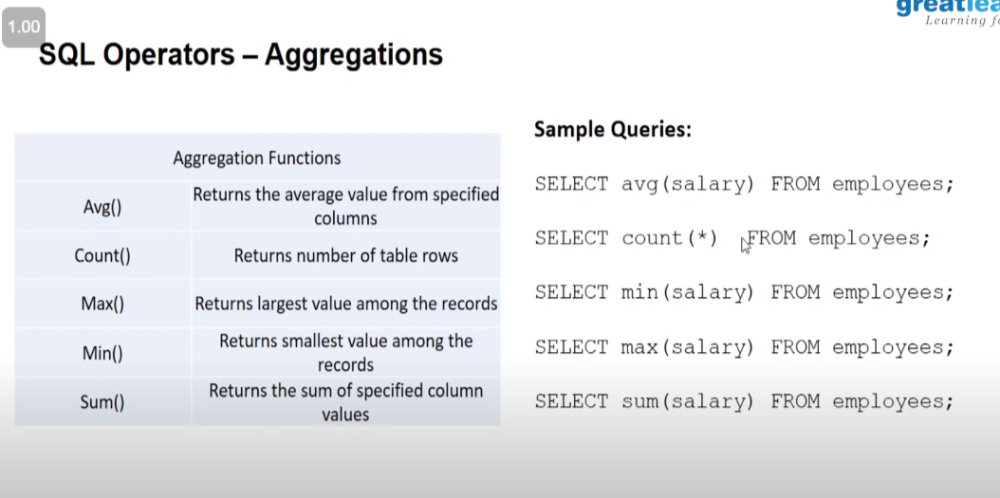 1.00
SQL Operators – Aggregations
Aggregation Functions
Avg()
Returns the average value from specified
columns
Count()
Returns number of table rows
Max()
Returns largest value among the records
Min()
Returns smallest value among the
records
Sum()
Returns the sum of specified column
values
Sample Queries:
SELECT avg(salary) FROM employees;
SELECT count(*) FROM employees;
SELECT min(salary) FROM employees;
SELECT max(salary) FROM employees;
SELECT sum(salary) FROM employees;
Learning